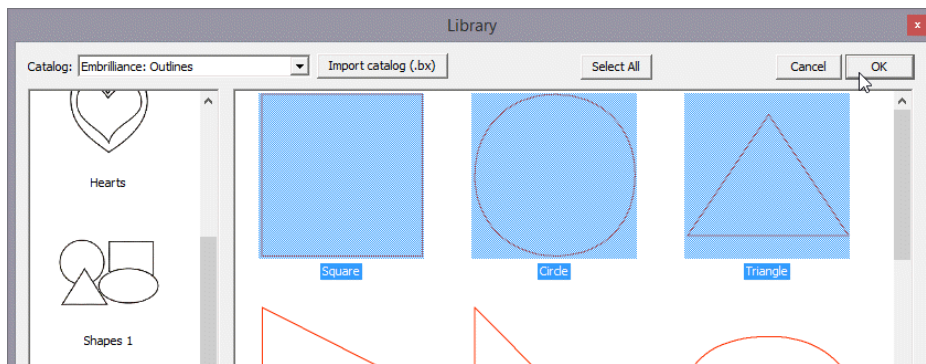 Library
x
Catalog: Embrilliance: Outlines Import catalog (.bx) Select All Cancel OK
Hearts
Square Circle Triangle
Shapes 1